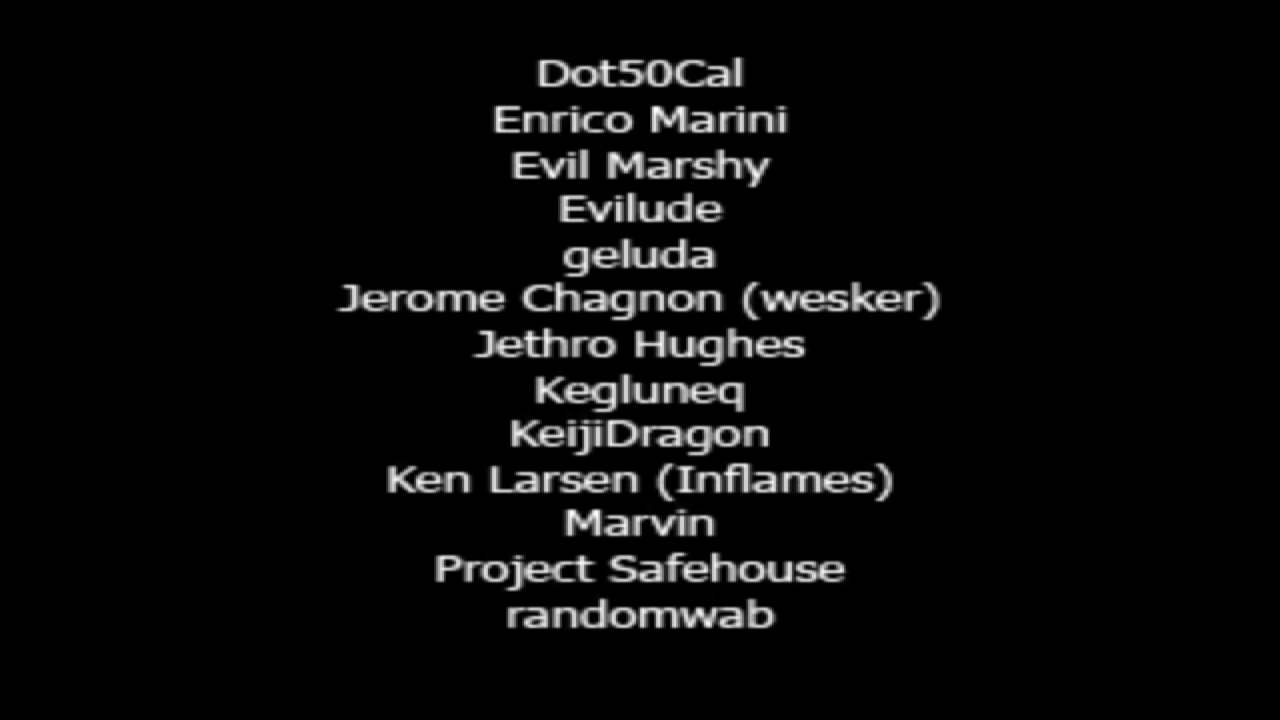 Dot50Cal
Enrico Marini
Evil Marshy
Evilude
geluda
Jerome Chagnon (wesker)
Jethro Hughes
Kegluneq
KeijiDragon
Ken Larsen (Inflames)
Marvin
Project Safehouse
randomwab